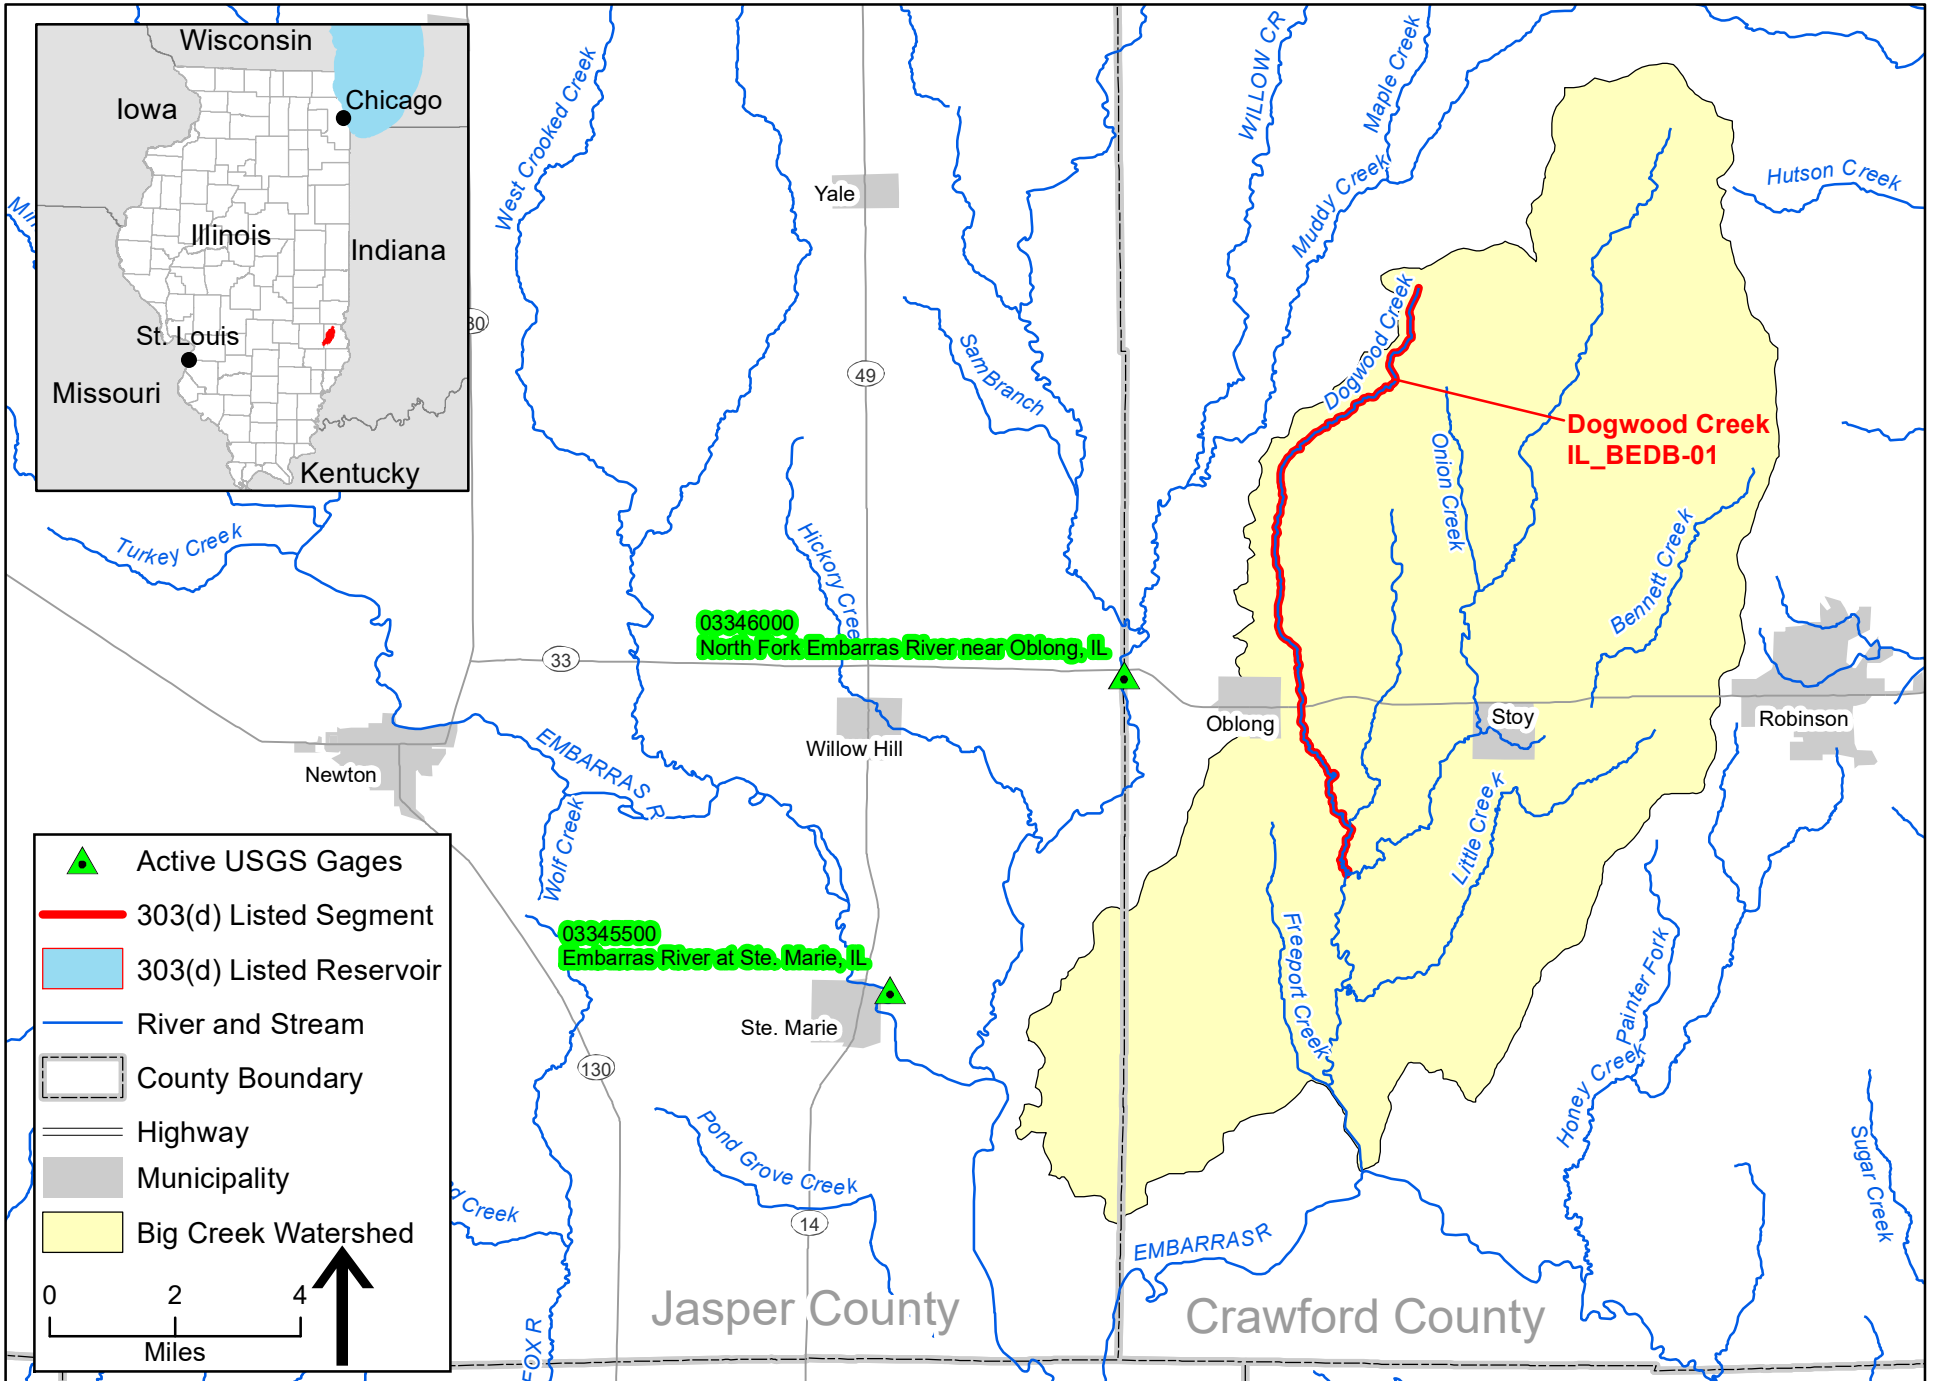 Wisconsin
Iowa
Chicago
Illinois
Indiana
St. Louis
Missouri
Kentucky
West Crooked Creek
Yale
WILLOW CR
Maple Creek
Muddy Creek
Hutson Creek
49
Sam Branch
Dogwood Creek
Dogwood Creek
IL_BEDB-01
Onion Creek
Bennett Creek
Turkey Creek
Hickory Cree
03346000
North Fork Embarras River near Oblong, IL
33
Oblong
Stoy
Robinson
Willow Hill
Newton
EMBARRAS R
Wolf Creek
Little Creek
03345500
Embarras River at Ste. Marie, IL
Ste. Marie
Freeport Creek
Painter Fork
Honey Creek
Sugar Creek
130
Pond Grove Creek
14
Creek
EMBARRAS R
FOX R
Jasper County
Crawford County
Active USGS Gages
303(d) Listed Segment
303(d) Listed Reservoir
River and Stream
County Boundary
Highway
Municipality
Big Creek Watershed
0 2 4
Miles